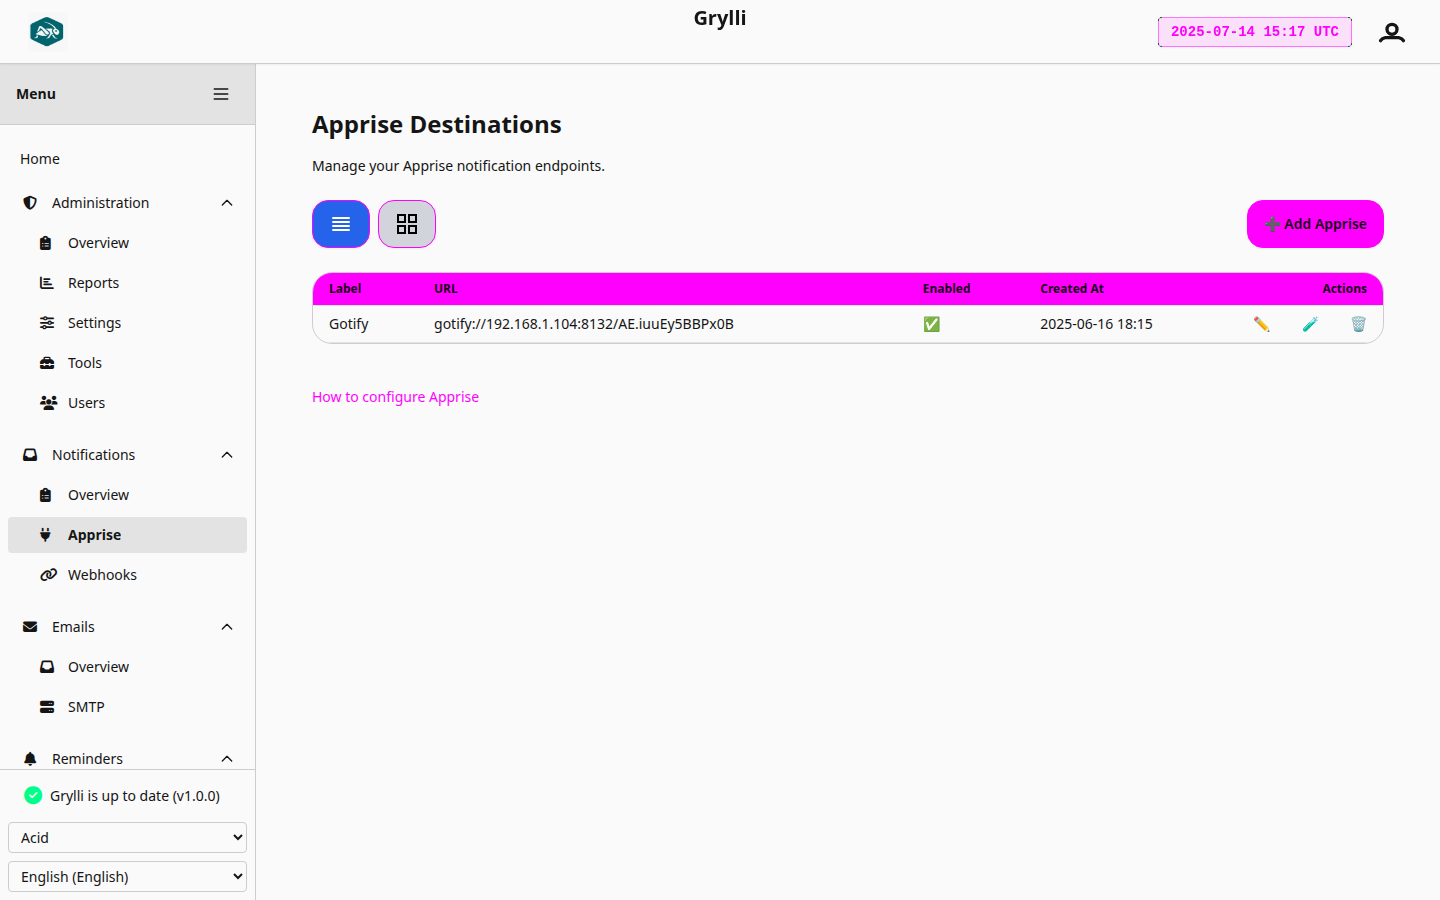 Grylli
2025-07-14 15:17 UTC
Menu
Home
Administration
Overview
Reports
Settings
Tools
Users
Notifications
Overview
Apprise
Webhooks
Emails
Overview
SMTP
Reminders
Grylli is up to date (v1.0.0)
Acid
English (English)
Apprise Destinations
Manage your Apprise notification endpoints.
➕ Add Apprise
Label URL Enabled Created At Actions
Gotify gotify://192.168.1.104:8132/AE.iuuEy5BBPx0B ✅ 2025-06-16 18:15 ✏️ 🧪 🗑️
How to configure Apprise